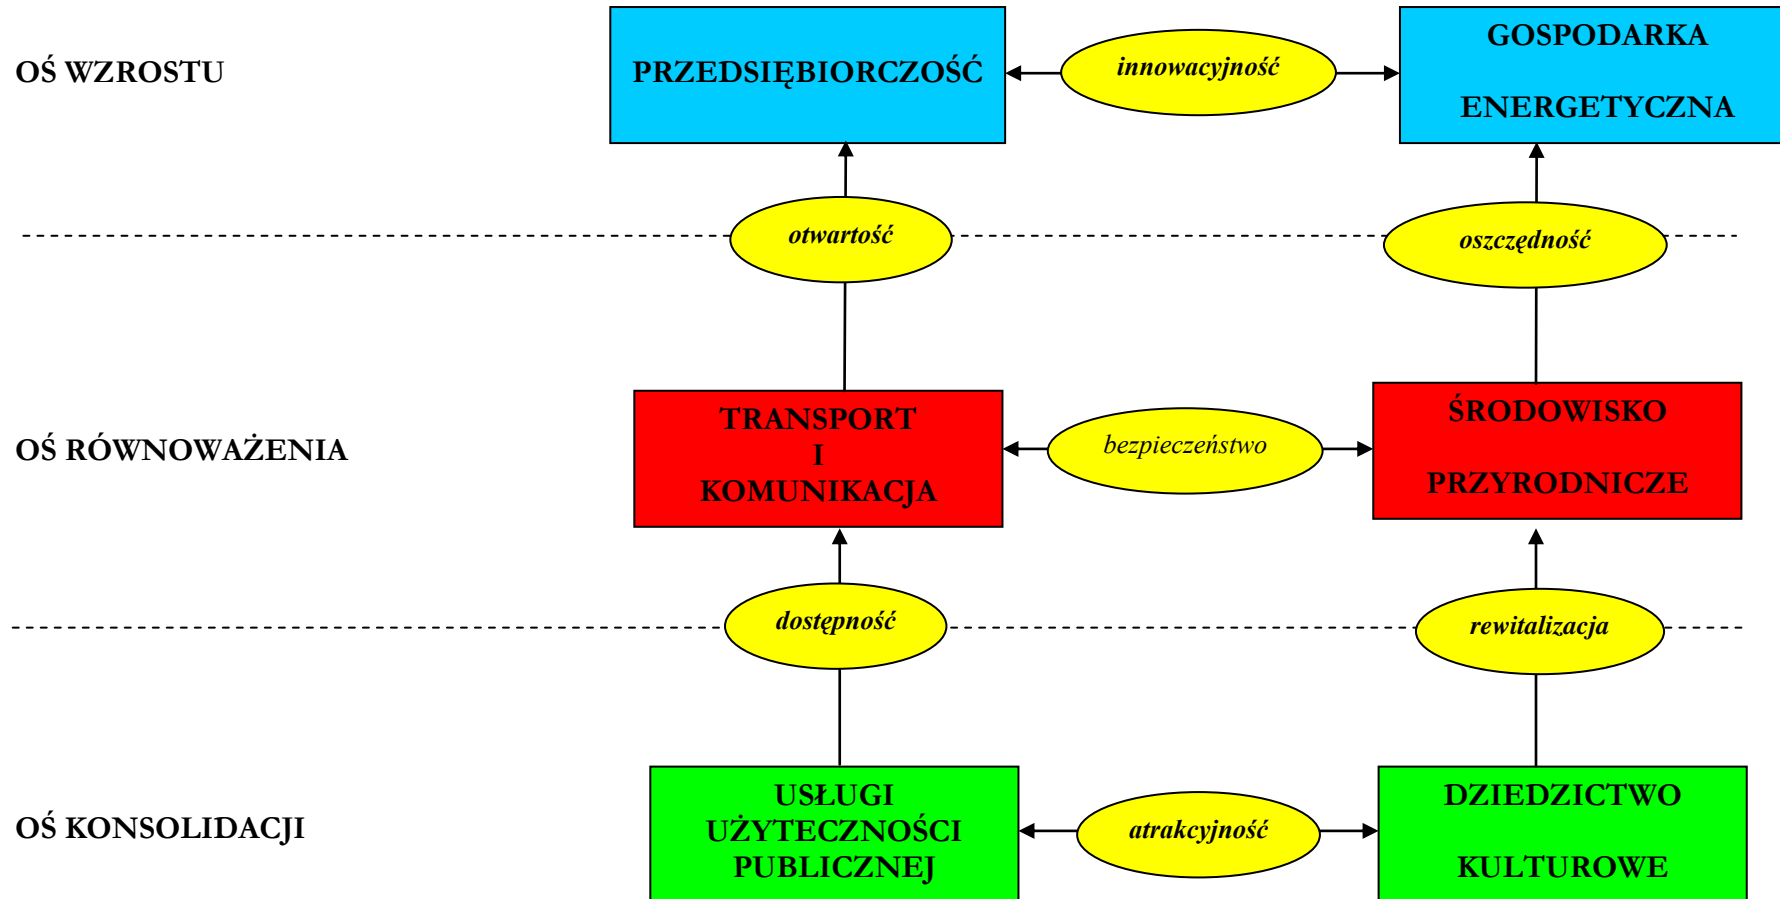 OŚ WZROSTU
PRZEDSIĘBIORCZOŚĆ
innowacyjność
GOSPODARKA
ENERGETYCZNA
otwartość
oszczędność
OŚ RÓWNOWAŻENIA
TRANSPORT
I
KOMUNIKACJA
bezpieczeństwo
ŚRODOWISKO
PRZYRODNICZE
dostępność
rewitalizacja
OŚ KONSOLIDACJI
USŁUGI
UŻYTECZNOŚCI
PUBLICZNEJ
atrakcyjność
DZIEDZICTWO
KULTUROWE